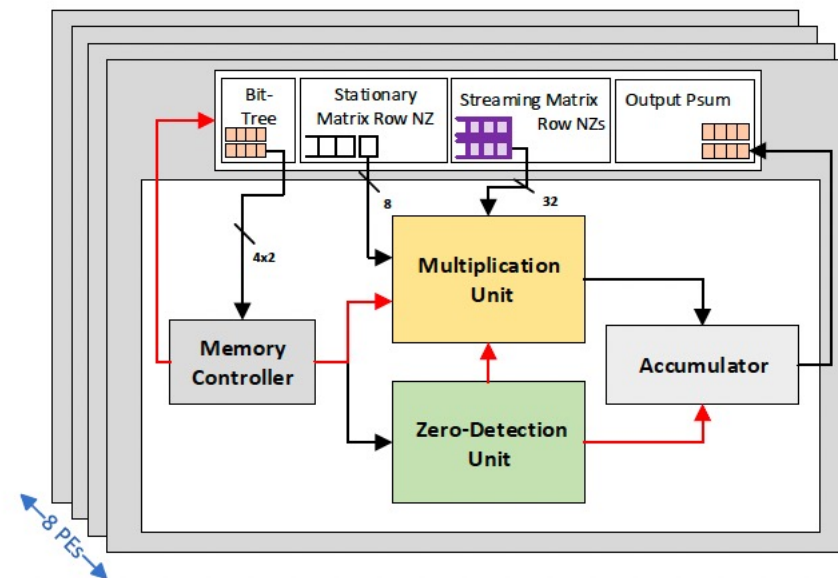 Bit-
Tree
Stationary
Matrix Row NZ
Streaming Matrix
Row NZs
Output Psum
8
32
4x2
Multiplication
Unit
Memory
Controller
Accumulator
Zero-Detection
Unit
8 PEs